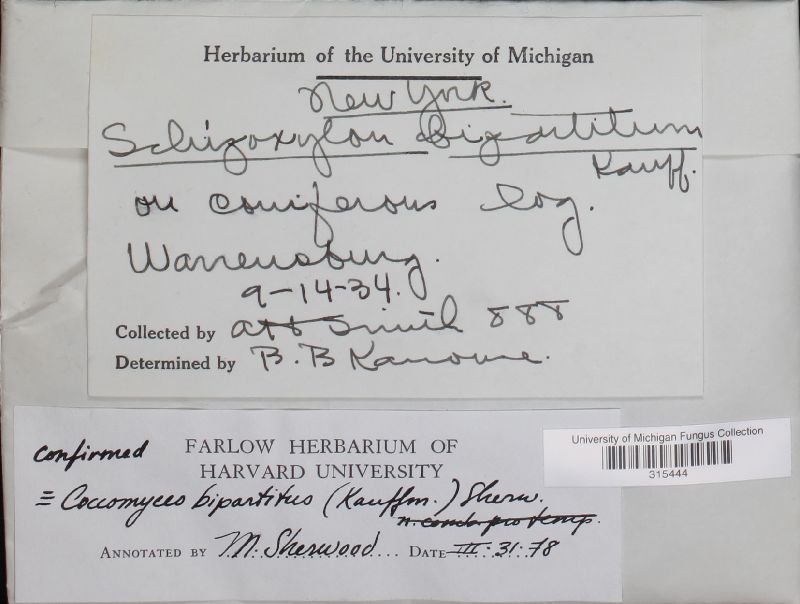 Herbarium of the University of Michigan
New York.
Schizoxylon bipartitum
Kauff.
on coniferous log.
Warrensburg.
9-14-34.
Collected by AH Smith 888
Determined by B. B Kanouse.
confirmed FARLOW HERBARIUM OF
HARVARD UNIVERSITY
≡ Coccomyces bipartitus (Kauffm.) Sherw.
ANNOTATED BY M. Sherwood... DATE III: 31: 78
University of Michigan Fungus Collection
315444